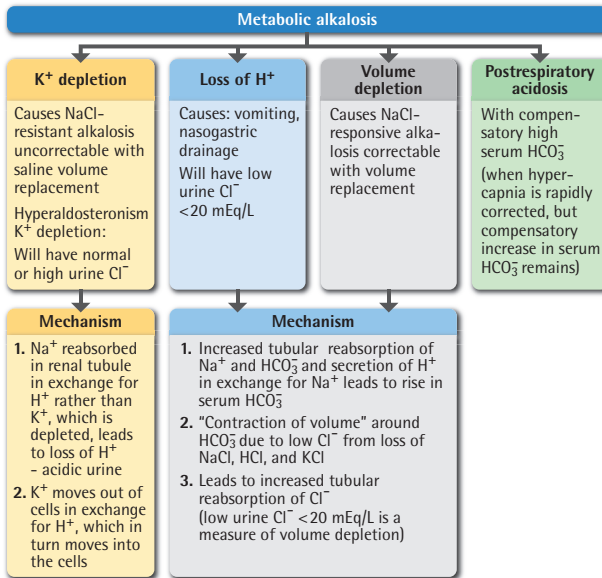 Metabolic alkalosis
K⁺ depletion
Causes NaCl-
resistant alkalosis
uncorrectable with
saline volume
replacement
Hyperaldosteronism
K⁺ depletion:
Will have normal
or high urine Cl⁻
Loss of H⁺
Causes: vomiting,
nasogastric
drainage
Will have low
urine Cl⁻
<20 mEq/L
Volume
depletion
Causes NaCl-
responsive alka-
losis correctable
with volume
replacement
Postrespiratory
acidosis
With compen-
satory high
serum HCO₃⁻
(when hyper-
capnia is rapidly
corrected, but
compensatory
increase in serum
HCO₃⁻ remains)
Mechanism
1. Na⁺ reabsorbed
in renal tubule
in exchange for
H⁺ rather than
K⁺, which is
depleted, leads
to loss of H⁺
- acidic urine
2. K⁺ moves out of
cells in exchange
for H⁺, which in
turn moves into
the cells
Mechanism
1. Increased tubular reabsorption of
Na⁺ and HCO₃⁻ and secretion of H⁺
in exchange for Na⁺ leads to rise in
serum HCO₃⁻
2. “Contraction of volume” around
HCO₃⁻ due to low Cl⁻ from loss of
NaCl, HCl, and KCl
3. Leads to increased tubular
reabsorption of Cl⁻
(low urine Cl⁻ <20 mEq/L is a
measure of volume depletion)